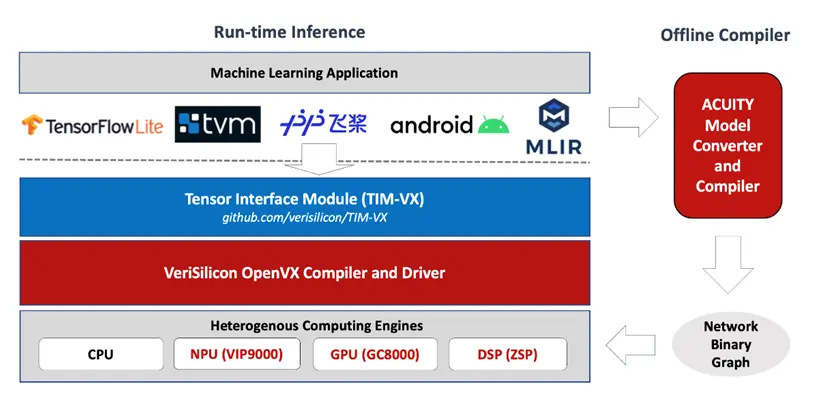 Run-time Inference
Offline Compiler
Machine Learning Application
TensorFlow Lite
tvm
飞桨
android
MLIR
ACUITY
Model
Converter
and
Compiler
Tensor Interface Module (TIM-VX)
github.com/verisilicon/TIM-VX
VeriSilicon OpenVX Compiler and Driver
Heterogenous Computing Engines
CPU
NPU (VIP9000)
GPU (GC8000)
DSP (ZSP)
Network
Binary
Graph